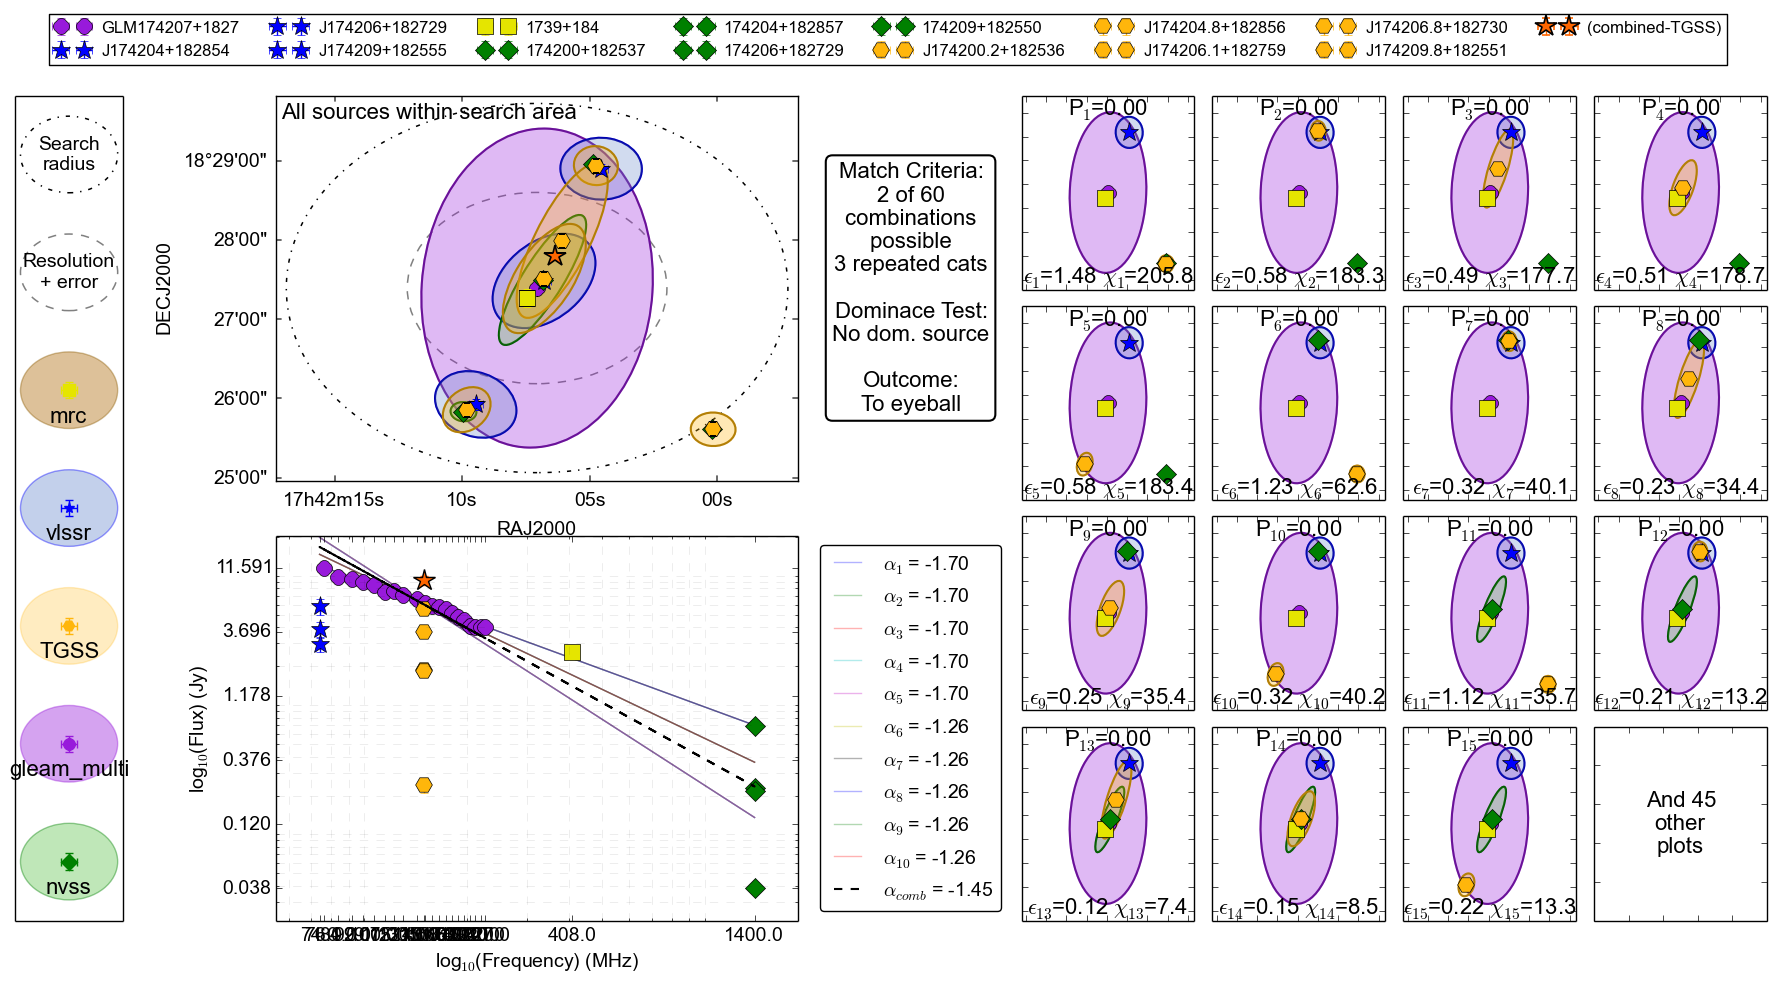 GLM174207+1827
J174206+182729
1739+184
174204+182857
174209+182550
J174204.8+182856
J174206.8+182730
(combined-TGSS)
J174204+182854
J174209+182555
174200+182537
174206+182729
J174200.2+182536
J174206.1+182759
J174209.8+182551
Search
radius
Resolution
+ error
mrc
vlssr
TGSS
gleam_multi
nvss
All sources within search area
DECJ2000
18°29'00"
28'00"
27'00"
26'00"
25'00"
17h42m15s
10s
05s
00s
RAJ2000
Match Criteria:
2 of 60
combinations
possible
3 repeated cats
Dominace Test:
No dom. source
Outcome:
To eyeball
log10(Flux) (Jy)
11.591
3.696
1.178
0.376
0.120
0.038
408.0
1400.0
log10(Frequency) (MHz)
α1 = -1.70
α2 = -1.70
α3 = -1.70
α4 = -1.70
α5 = -1.70
α6 = -1.26
α7 = -1.26
α8 = -1.26
α9 = -1.26
α10 = -1.26
αcomb = -1.45
P1=0.00
ϵ1=1.48 χ1=205.8
P2=0.00
ϵ2=0.58 χ2=183.3
P3=0.00
ϵ3=0.49 χ3=177.7
P4=0.00
ϵ4=0.51 χ4=178.7
P5=0.00
ϵ5=0.58 χ5=183.4
P6=0.00
ϵ6=1.23 χ6=62.6
P7=0.00
ϵ7=0.32 χ7=40.1
P8=0.00
ϵ8=0.23 χ8=34.4
P9=0.00
ϵ9=0.25 χ9=35.4
P10=0.00
ϵ10=0.32 χ10=40.2
P11=0.00
ϵ11=1.12 χ11=35.7
P12=0.00
ϵ12=0.21 χ12=13.2
P13=0.00
ϵ13=0.12 χ13=7.4
P14=0.00
ϵ14=0.15 χ14=8.5
P15=0.00
ϵ15=0.22 χ15=13.3
And 45
other
plots